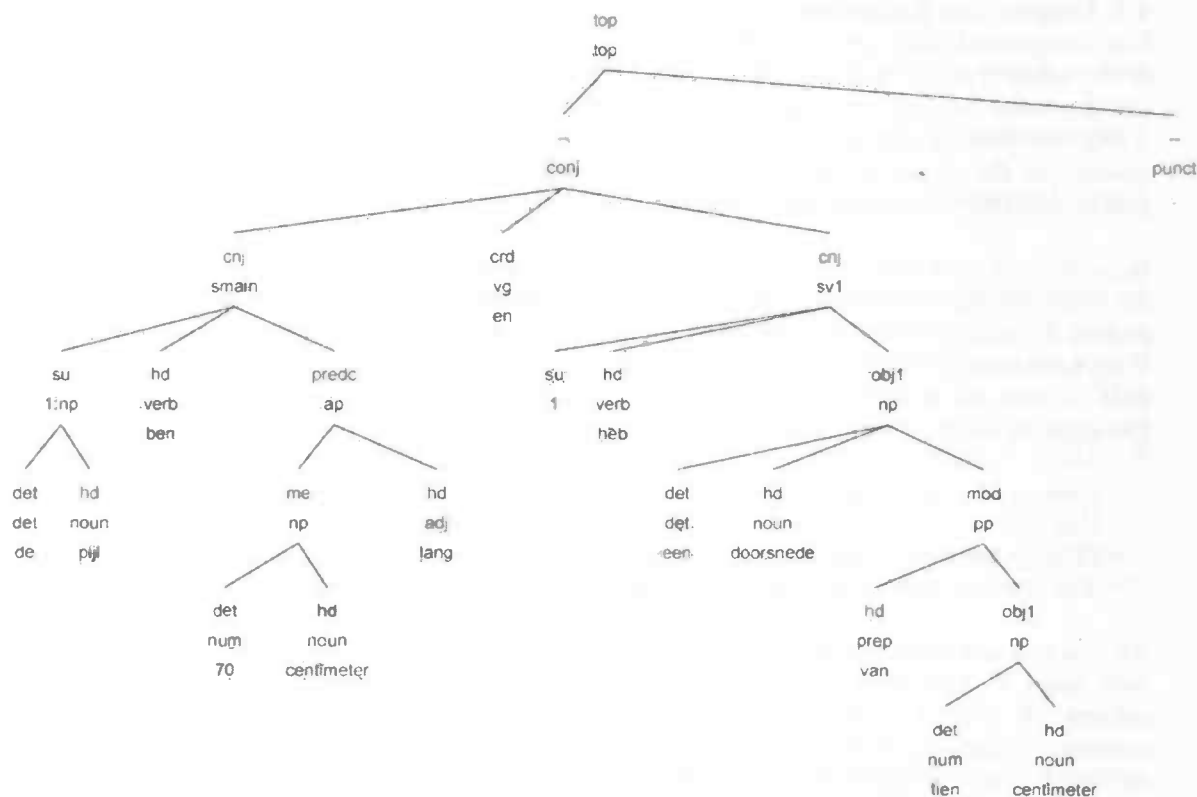 top
top
– –
conj punct
cnj crd cnj
smain vg sv1
en
su hd predc su hd obj1
1:np verb ap 1 verb np
ben heb
det hd me hd det hd mod
det noun np adj det noun pp
de pijl lang een doorsnede
det hd hd obj1
num noun prep np
70 centimeter van
det hd
num noun
tien centimeter